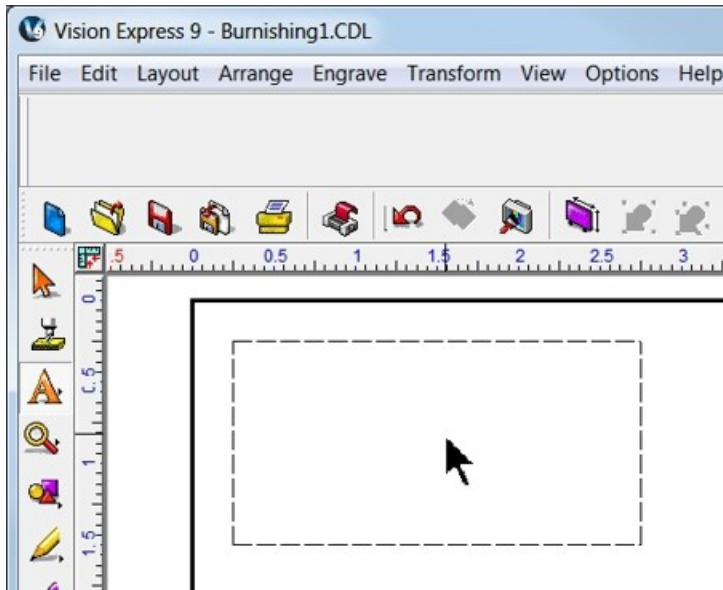 Vision Express 9 - Burnishing1.CDL
File Edit Layout Arrange Engrave Transform View Options Help
.5 0 0.5 1 1.5 2 2.5 3
0
0.5
1
1.5